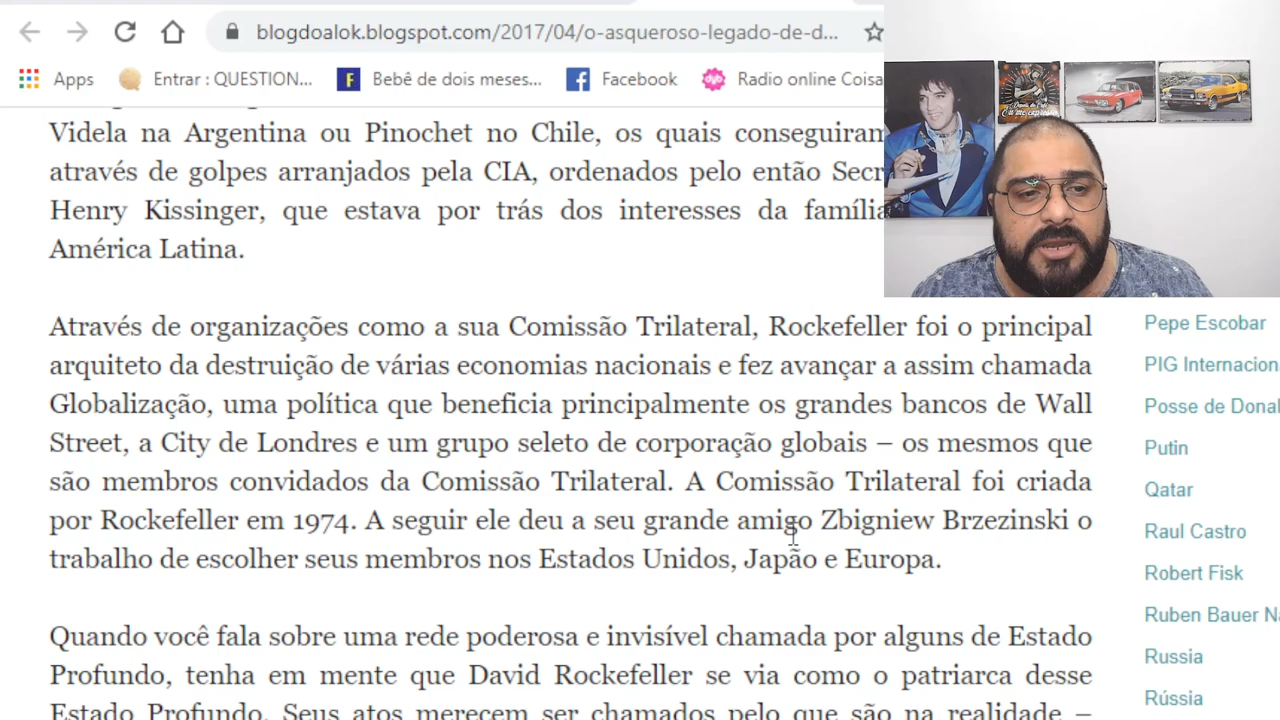 blogdoalok.blogspot.com/2017/04/o-asqueroso-legado-de-d...
Apps
Entrar : QUESTION...
Bebê de dois meses...
Facebook
Radio online Coisa
Videla na Argentina ou Pinochet no Chile, os quais conseguiram
através de golpes arranjados pela CIA, ordenados pelo então Secr
Henry Kissinger, que estava por trás dos interesses da família
América Latina.
Através de organizações como a sua Comissão Trilateral, Rockefeller foi o principal
arquiteto da destruição de várias economias nacionais e fez avançar a assim chamada
Globalização, uma política que beneficia principalmente os grandes bancos de Wall
Street, a City de Londres e um grupo seleto de corporação globais – os mesmos que
são membros convidados da Comissão Trilateral. A Comissão Trilateral foi criada
por Rockefeller em 1974. A seguir ele deu a seu grande amigo Zbigniew Brzezinski o
trabalho de escolher seus membros nos Estados Unidos, Japão e Europa.
Quando você fala sobre uma rede poderosa e invisível chamada por alguns de Estado
Profundo, tenha em mente que David Rockefeller se via como o patriarca desse
Estado Profundo. Seus atos merecem ser chamados pelo que são na realidade –
Pepe Escobar
PIG Internacion
Posse de Donal
Putin
Qatar
Raul Castro
Robert Fisk
Ruben Bauer Na
Russia
Rússia